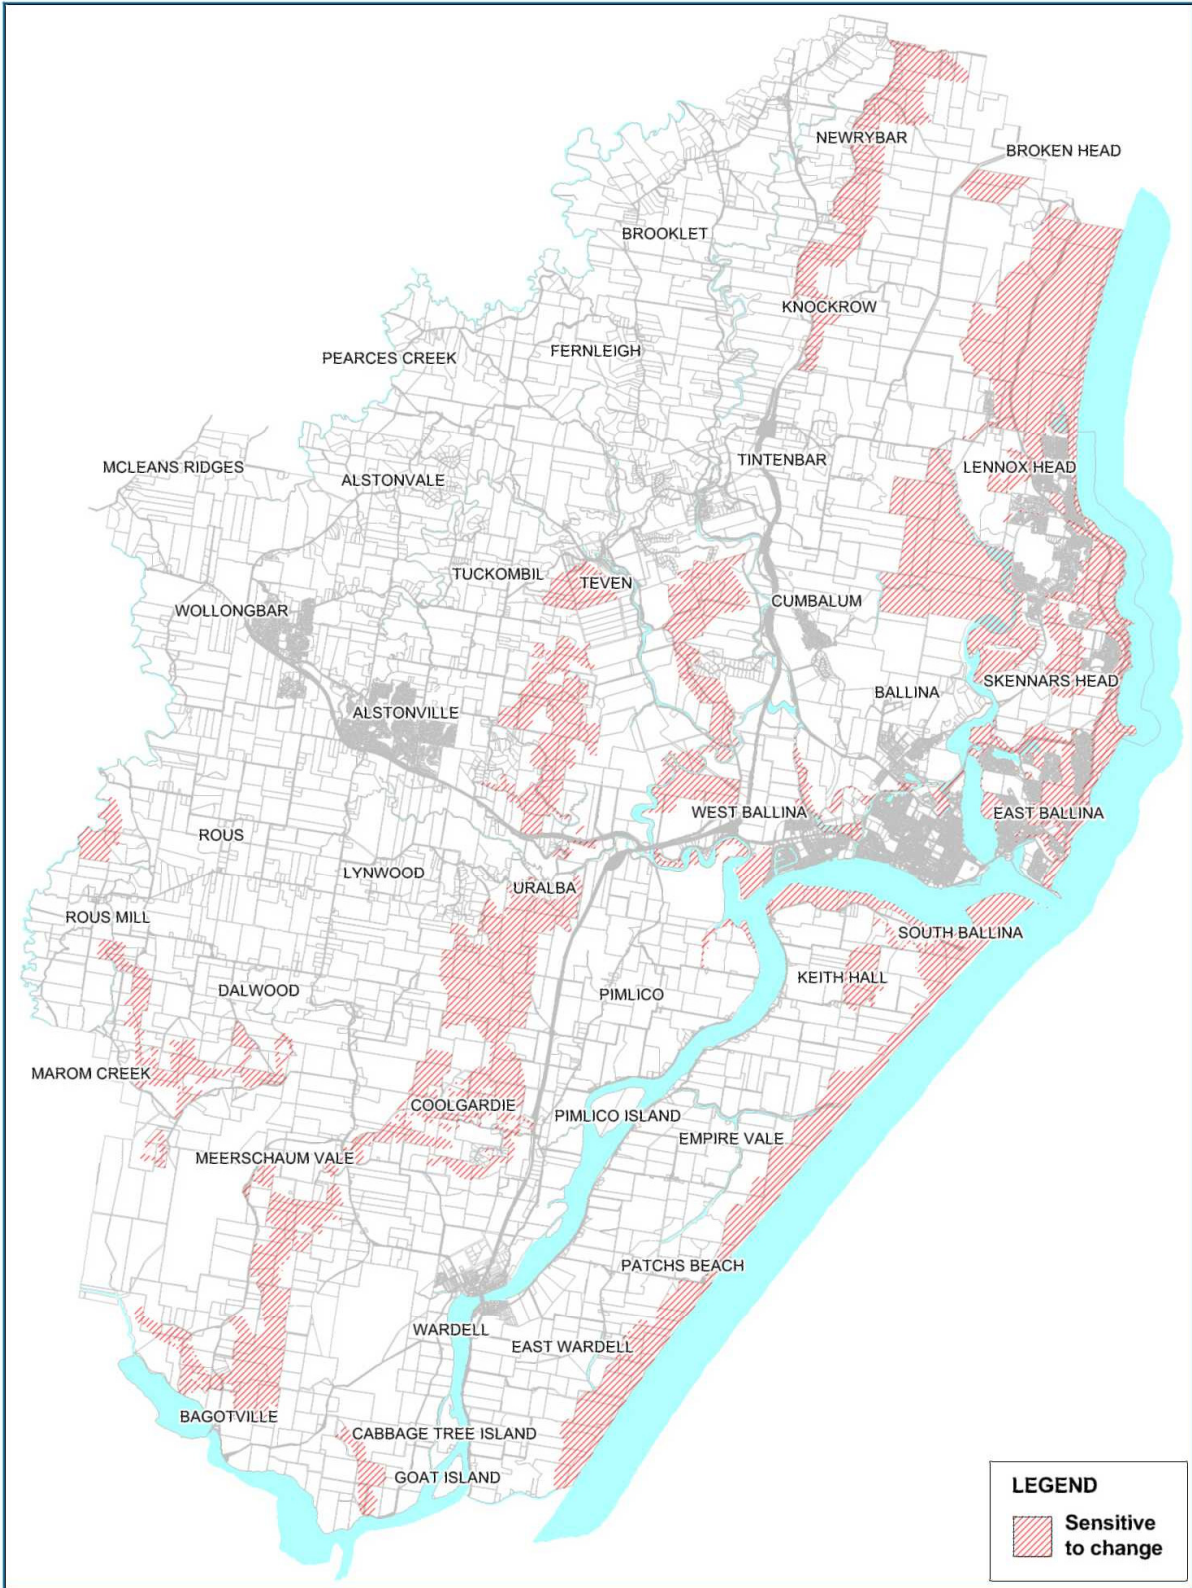 NEWRYBAR
BROKEN HEAD
BROOKLET
KNOCKROW
FERNLEIGH
PEARCES CREEK
TINTENBAR
LENNOX HEAD
MCLEANS RIDGES
ALSTONVALE
TUCKOMBIL
TEVEN
CUMBALUM
WOLLONGBAR
SKENNARS HEAD
BALLINA
ALSTONVILLE
WEST BALLINA
EAST BALLINA
ROUS
LYNWOOD
URALBA
ROUS MILL
SOUTH BALLINA
KEITH HALL
DALWOOD
PIMLICO
MAROM CREEK
COOLGARDIE
PIMLICO ISLAND
EMPIRE VALE
MEERSCHAUM VALE
PATCHS BEACH
WARDELL
EAST WARDELL
BAGOTVILLE
CABBAGE TREE ISLAND
GOAT ISLAND
LEGEND
Sensitive
to change